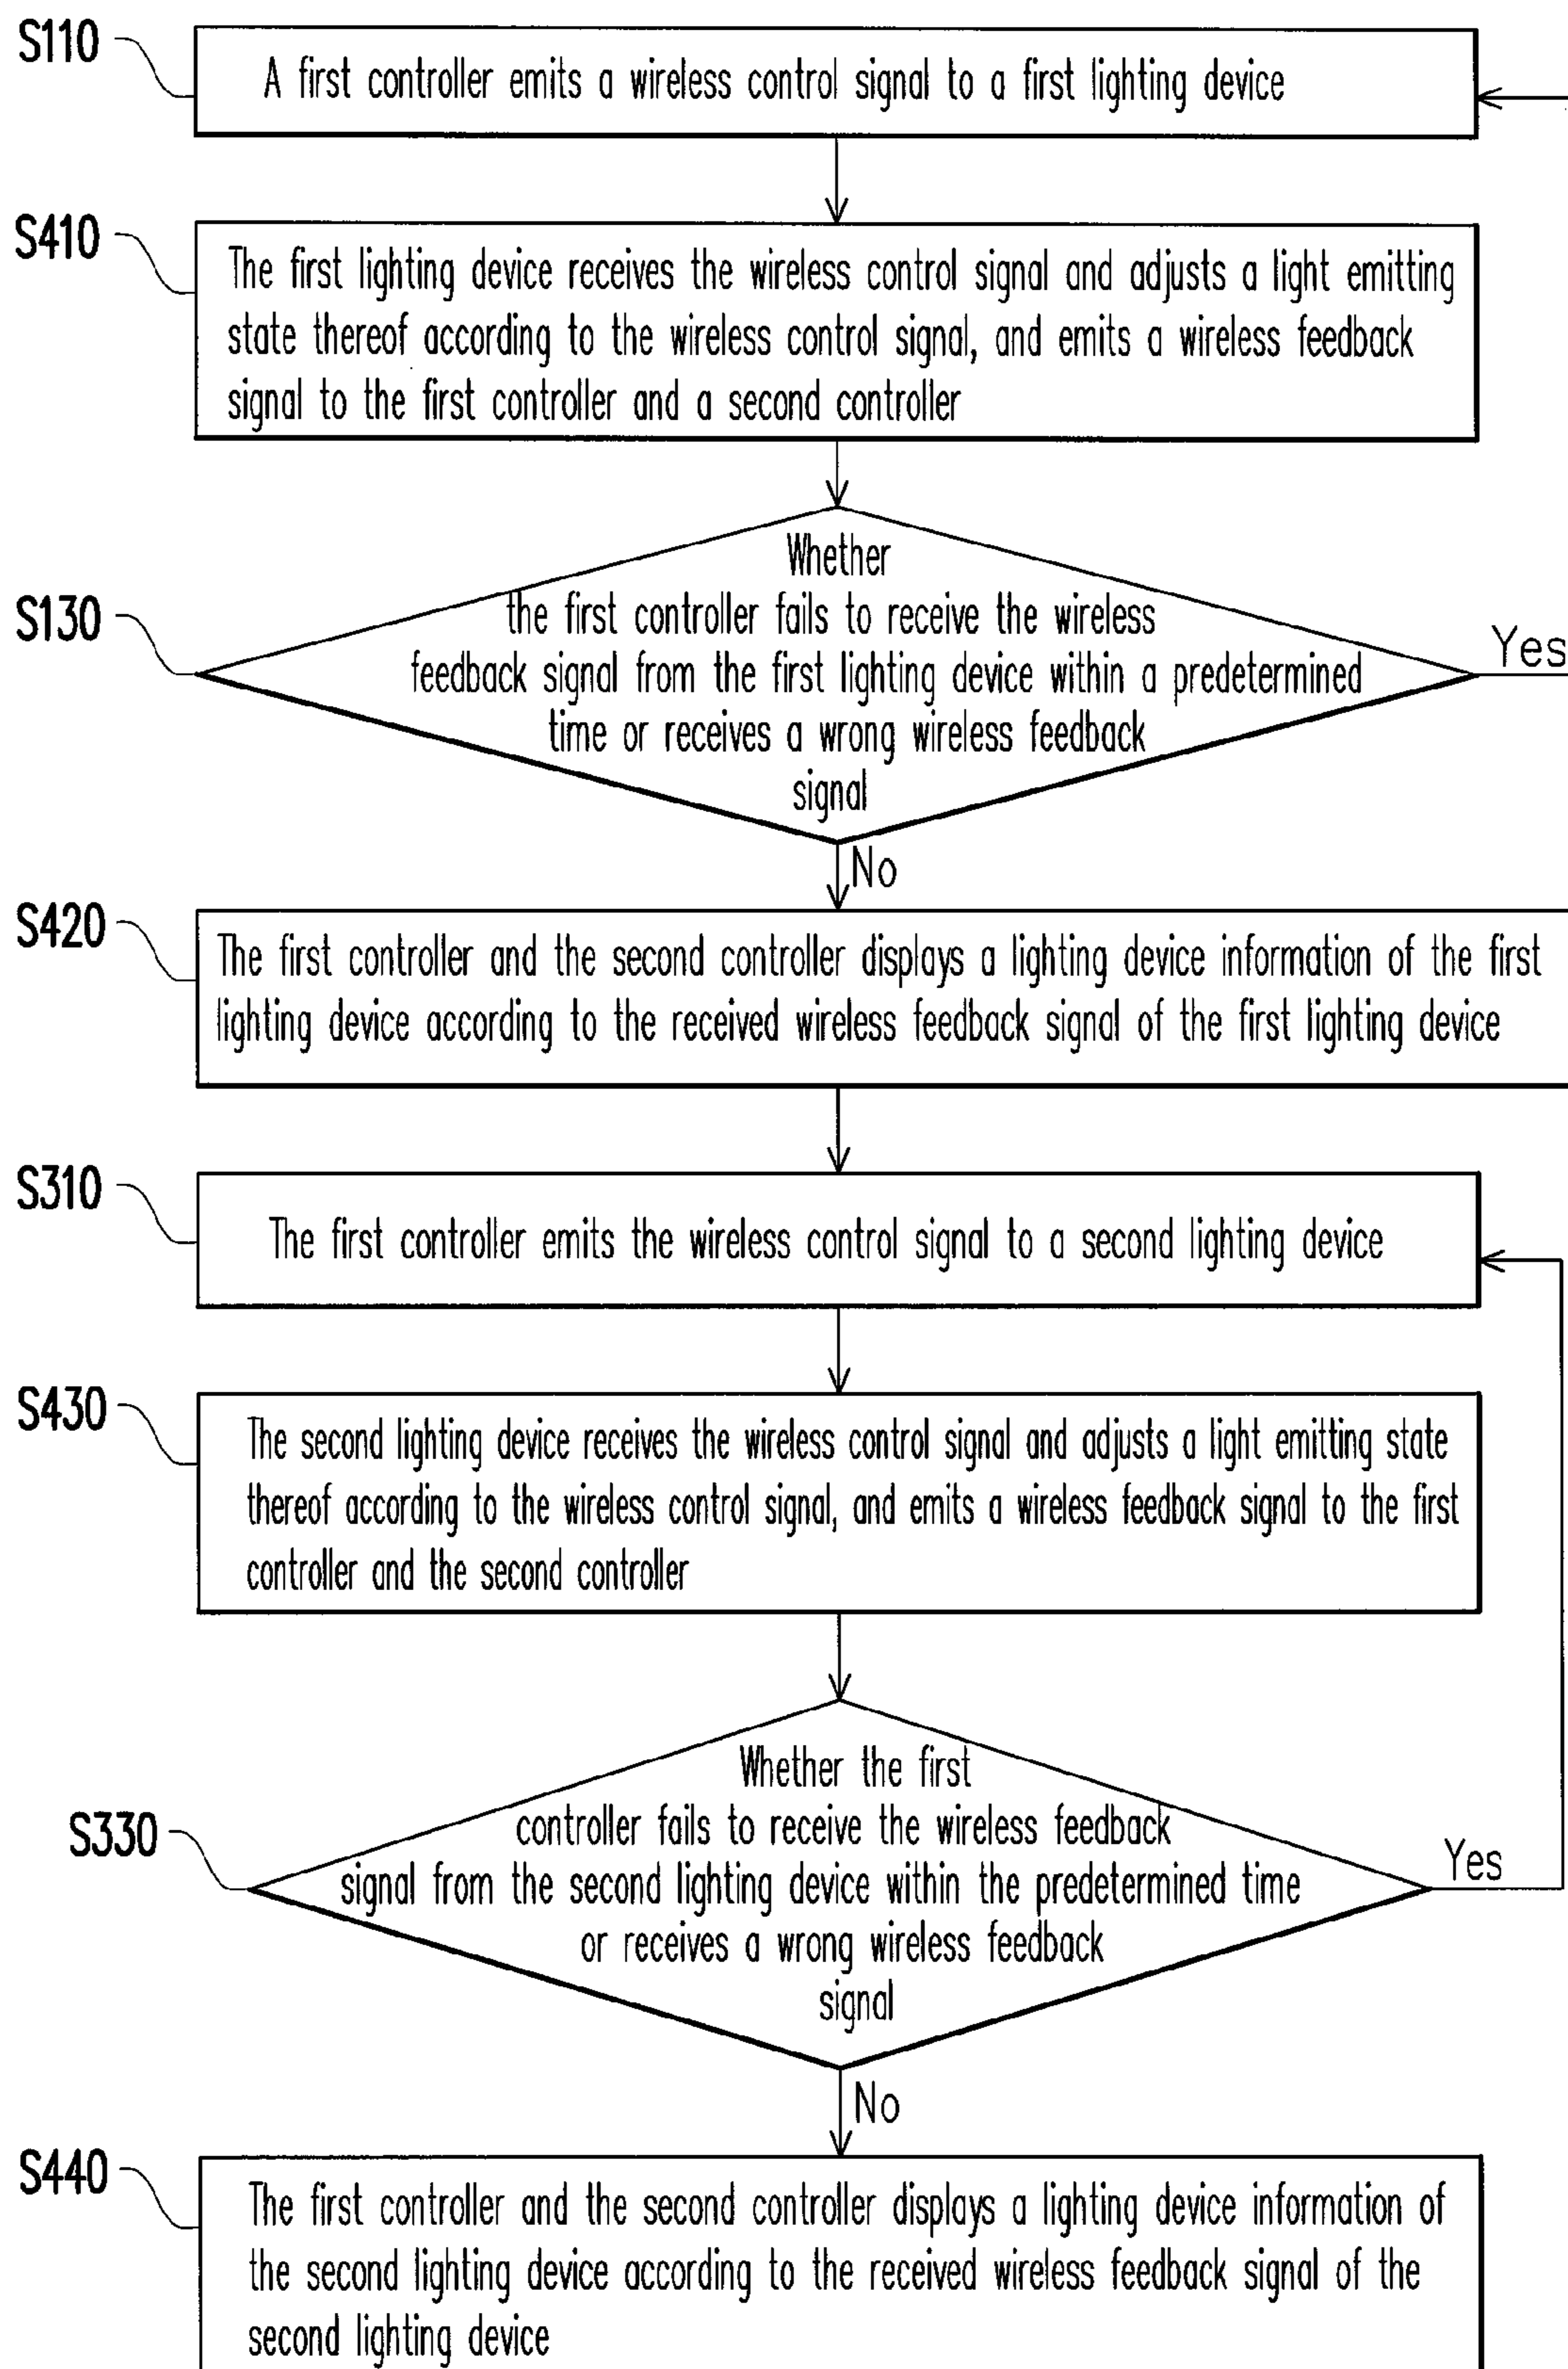 S110
A first controller emits a wireless control signal to a first lighting device
S410
The first lighting device receives the wireless control signal and adjusts a light emitting
state thereof according to the wireless control signal, and emits a wireless feedback
signal to the first controller and a second controller
S130
Whether
the first controller fails to receive the wireless
feedback signal from the first lighting device within a predetermined
time or receives a wrong wireless feedback
signal
Yes
No
S420
The first controller and the second controller displays a lighting device information of the first
lighting device according to the received wireless feedback signal of the first lighting device
S310
The first controller emits the wireless control signal to a second lighting device
S430
The second lighting device receives the wireless control signal and adjusts a light emitting state
thereof according to the wireless control signal, and emits a wireless feedback signal to the first
controller and the second controller
S330
Whether the first
controller fails to receive the wireless feedback
signal from the second lighting device within the predetermined time
or receives a wrong wireless feedback
signal
Yes
No
S440
The first controller and the second controller displays a lighting device information of
the second lighting device according to the received wireless feedback signal of the
second lighting device